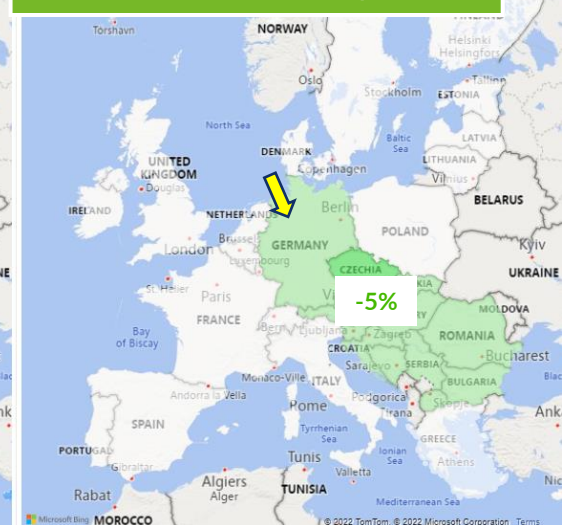 Torshavn
NORWAY
Helsinki
Helsingfors
Oslo
Tallinn
Stockholm
ESTONIA
North Sea
Baltic
Sea
LATVIA
DENMARK
Copenhagen
LITHUANIA
Vilnius
UNITED
KINGDOM
Douglas
BELARUS
IRELAND
NETHERLANDS
Berlin
POLAND
London
GERMANY
Kyiv
CZECHIA
UKRAINE
St. Helier
Paris
-5%
MOLDOVA
FRANCE
Bern
Zagreb
ROMANIA
Bay
of Biscay
CROATIA
Bucharest
Sarajevo
SERBIA
Monaco-Ville
ITALY
BULGARIA
Andorra la Vella
Podgorica
Rome
Tirana
Skopje
SPAIN
Tyrrhenian
Sea
GREECE
PORTUGAL
Ionian
Sea
Athens
Gibraltar
Tunis
Valletta
Algiers
Alger
Rabat
TUNISIA
Mediterranean Sea
Microsoft Bing
MOROCCO
© 2022 TomTom, © 2022 Microsoft Corporation Terms